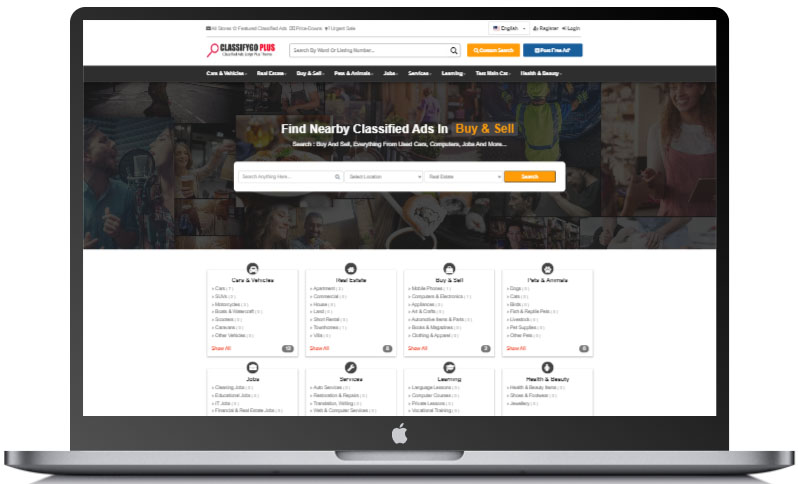 All Stores Featured Classified Ads Price-Downs Urgent Sale
English Register Login
CLASSIFYGO PLUS
Search By Word Or Listing Number...
Custom Search
Post Free Ad
Cars & Vehicles Real Estate Buy & Sell Pets & Animals Jobs Services Learning Health & Beauty
Find Nearby Classified Ads In Buy & Sell
Search : Buy And Sell, Everything From Used Cars, Computers, Jobs And More...
Search Anything Here... Select Location Real Estate Search
Cars & Vehicles
» Cars
» SUVs
» Motorcycles
» Boats & Watercraft
» Scooters
» Caravans
» Other Vehicles
Show All
Real Estate
» Apartment
» Commercial
» House
» Land
» Short Rental
» Townhomes
» Villa
Show All
Buy & Sell
» Mobile Phones
» Computers & Electronics
» Appliances
» Art & Crafts
» Automotive Items & Parts
» Books & Magazines
» Clothing & Apparel
Show All
Pets & Animals
» Dogs
» Cats
» Birds
» Fish & Reptile Pets
» Livestock
» Pet Supplies
» Other Pets
Show All
Jobs
» Cleaning Jobs
» Educational Jobs
» IT Jobs
» Financial & Real Estate Jobs
Services
» Auto Services
» Restoration & Repairs
» Translation, Writing
» Web & Computer Services
Learning
» Language Lessons
» Computer Courses
» Private Lessons
» Vocational Training
Health & Beauty
» Health & Beauty Items
» Shoes & Footwear
» Jewellery